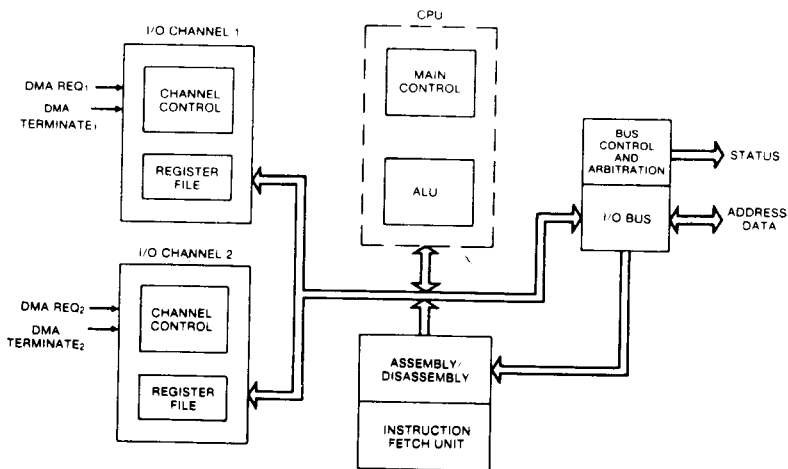 I/O CHANNEL 1
DMA REQ1
DMA
TERMINATE1
CHANNEL
CONTROL
REGISTER
FILE
I/O CHANNEL 2
DMA REQ2
DMA
TERMINATE2
CHANNEL
CONTROL
REGISTER
FILE
CPU
MAIN
CONTROL
ALU
ASSEMBLY/
DISASSEMBLY
INSTRUCTION
FETCH UNIT
BUS
CONTROL
AND
ARBITRATION
I/O BUS
STATUS
ADDRESS
DATA